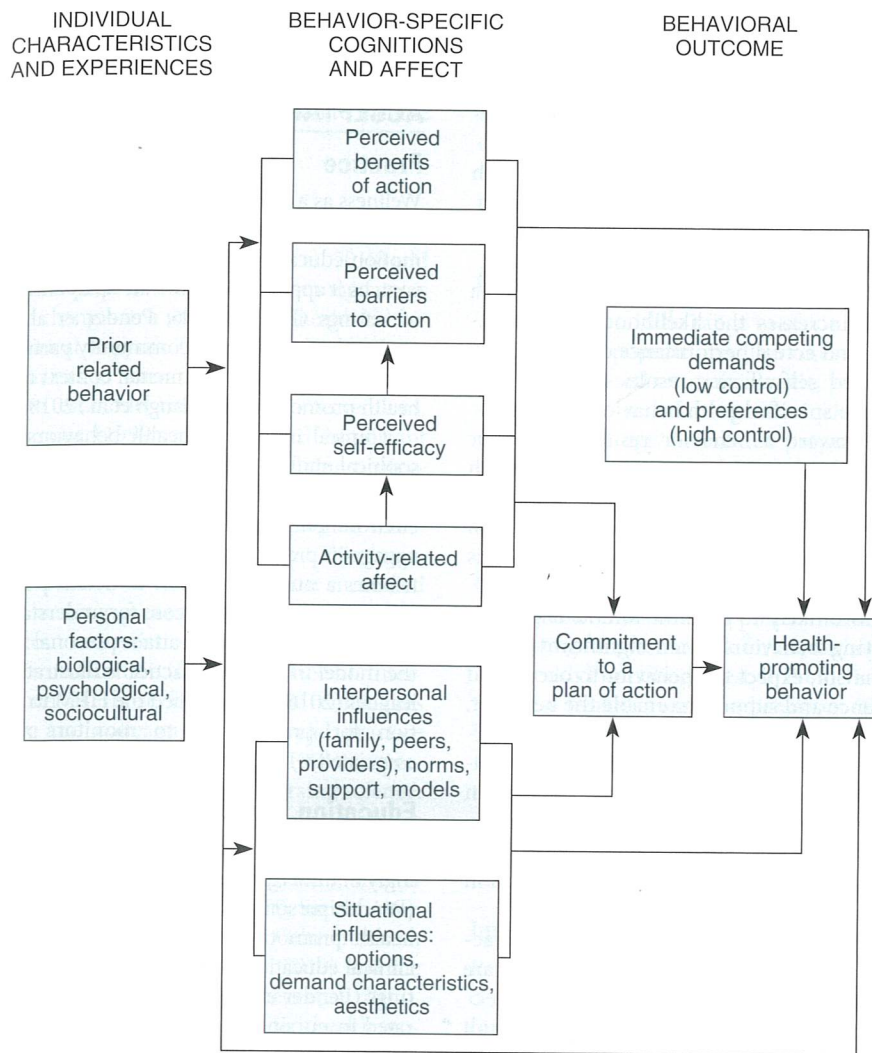 INDIVIDUAL
CHARACTERISTICS
AND EXPERIENCES
BEHAVIOR-SPECIFIC
COGNITIONS
AND AFFECT
BEHAVIORAL
OUTCOME
Perceived
benefits
of action
Perceived
barriers
to action
Prior
related
behavior
Immediate competing
demands
(low control)
and preferences
(high control)
Perceived
self-efficacy
Activity-related
affect
Personal
factors:
biological,
psychological,
sociocultural
Commitment
to a
plan of action
Health-
promoting
behavior
Interpersonal
influences
(family, peers,
providers), norms,
support, models
Situational
influences:
options,
demand characteristics,
aesthetics